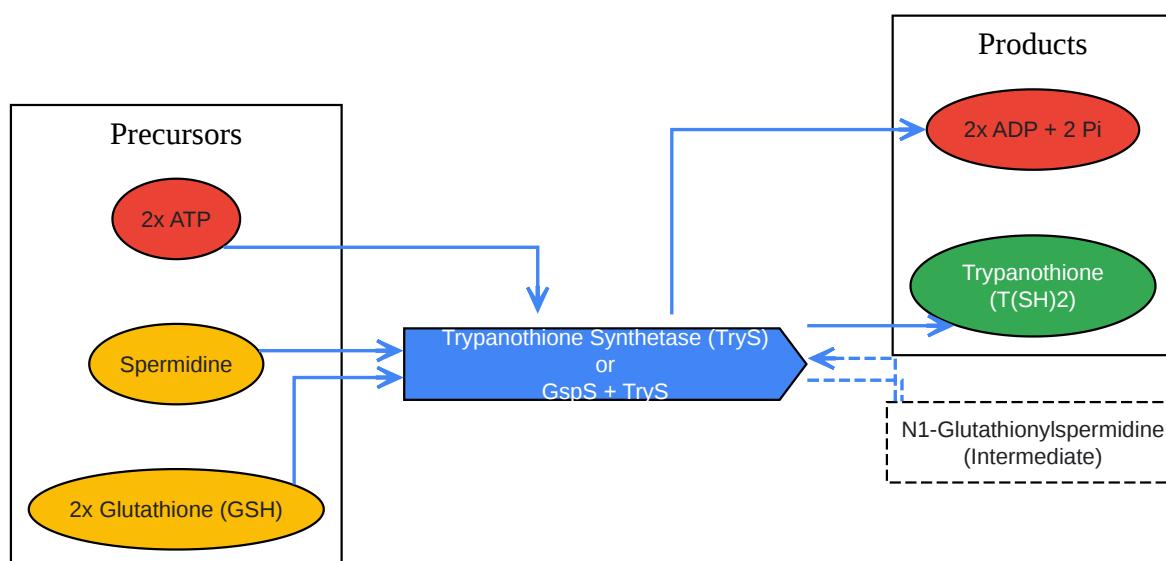 Precursors
2x ATP
Spermidine
2x Glutathione (GSH)
Trypanothione Synthetase (TryS)
or
GspS + TryS
Products
2x ADP + 2 Pi
Trypanothione
(T(SH)2)
N1-Glutathionylspermidine
(Intermediate)